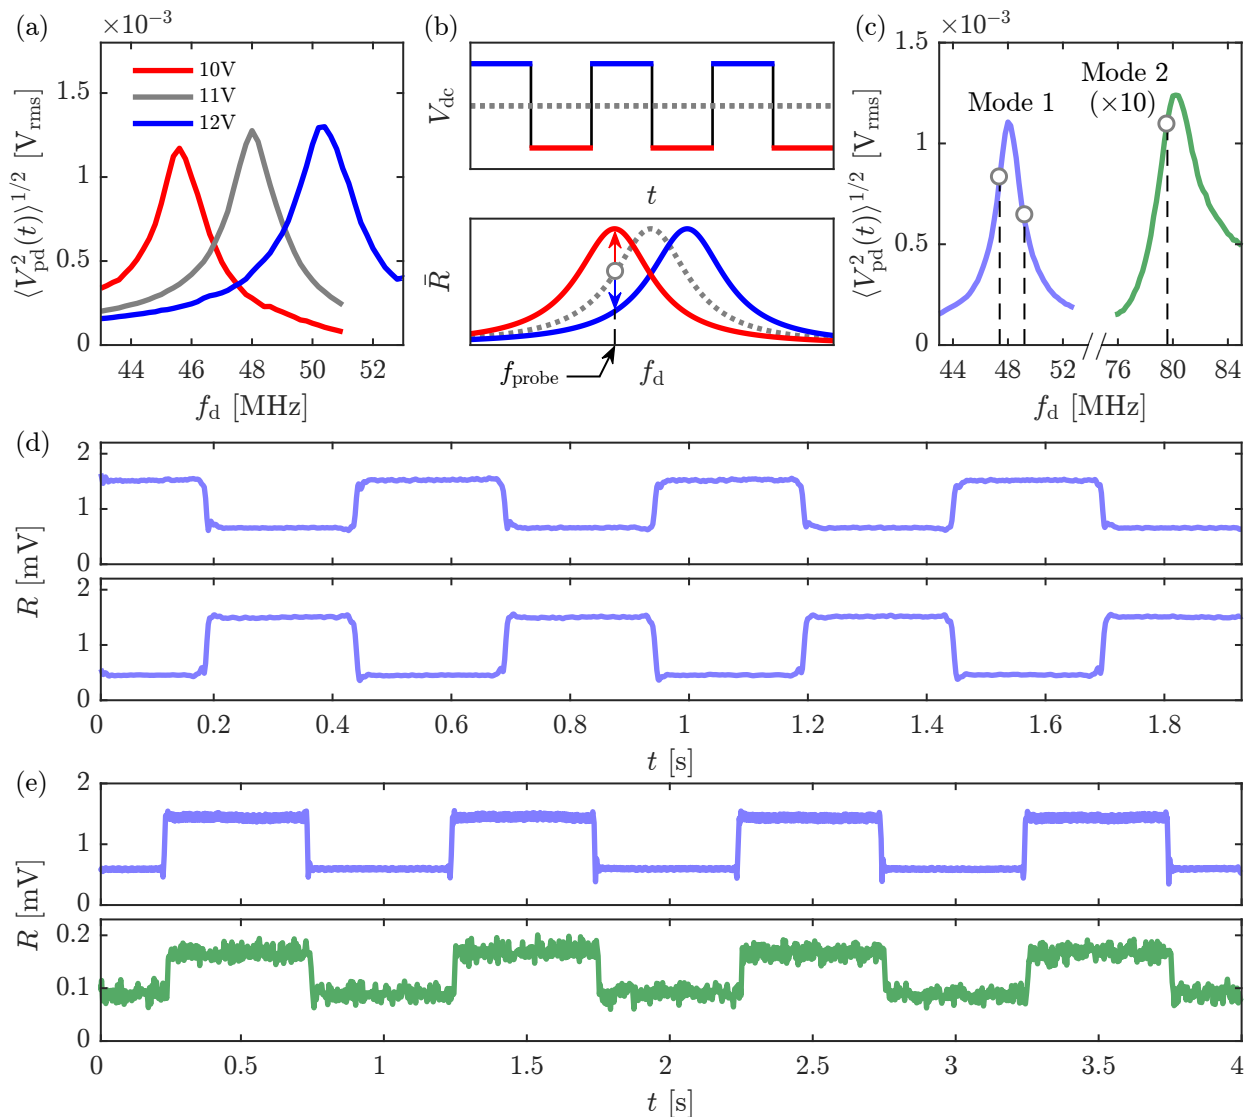 (a)
×10⁻³
⟨V²pd(t)⟩¹/² [Vrms]
1.5
1
0.5
0
10V
11V
12V
44 46 48 50 52
fd [MHz]
(b)
Vdc
t
R̄
fprobe
fd
(c)
×10⁻³
⟨V²pd(t)⟩¹/² [Vrms]
1.5
1
0.5
0
Mode 1
Mode 2
(×10)
44 48 52 76 80 84
fd [MHz]
(d)
R [mV]
2
1
0
2
1
0
0 0.2 0.4 0.6 0.8 1 1.2 1.4 1.6 1.8
t [s]
(e)
R [mV]
2
1
0
0.2
0.1
0
0 0.5 1 1.5 2 2.5 3 3.5 4
t [s]